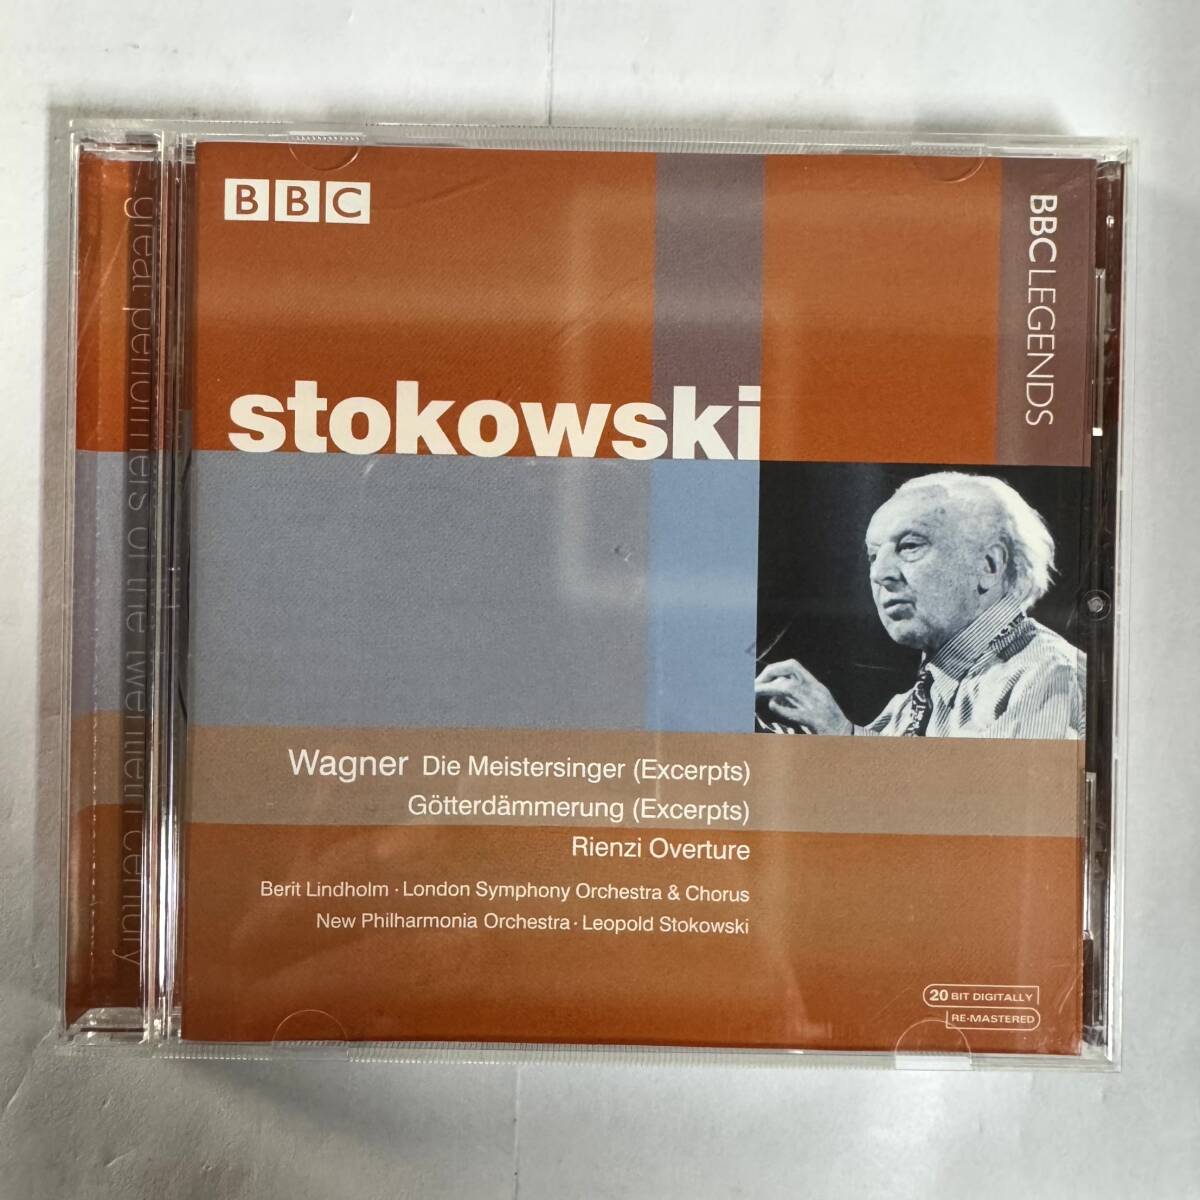 BBC
BBC LEGENDS
great performers of the twentieth century
stokowski
Wagner Die Meistersinger (Excerpts)
Götterdämmerung (Excerpts)
Rienzi Overture
Berit Lindholm · London Symphony Orchestra & Chorus
New Philharmonia Orchestra · Leopold Stokowski
20 BIT DIGITALLY
RE-MASTERED